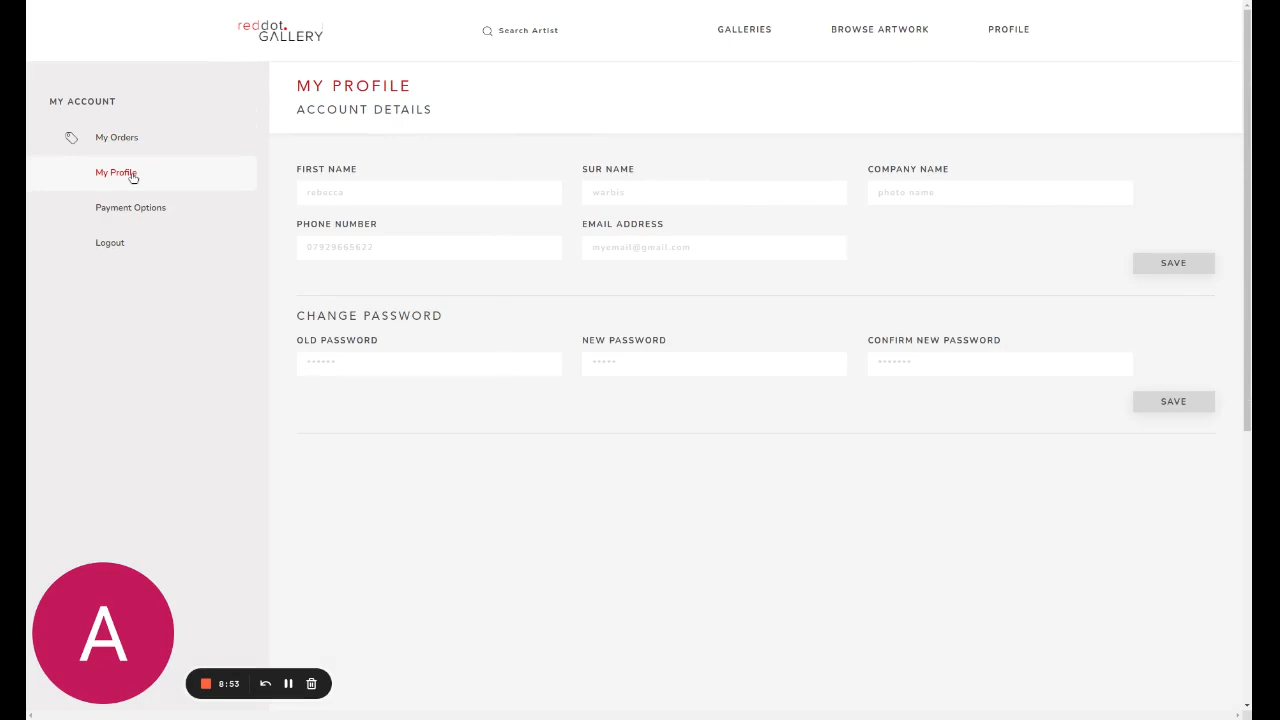 reddot.
GALLERY
Search Artist
GALLERIES
BROWSE ARTWORK
PROFILE
MY ACCOUNT
My Orders
My Profile
Payment Options
Logout
MY PROFILE
ACCOUNT DETAILS
FIRST NAME
SUR NAME
COMPANY NAME
rebecca
warbis
photo name
PHONE NUMBER
EMAIL ADDRESS
07929665622
myemail@gmail.com
SAVE
CHANGE PASSWORD
OLD PASSWORD
NEW PASSWORD
CONFIRM NEW PASSWORD
******
*****
*******
SAVE
A
8:53